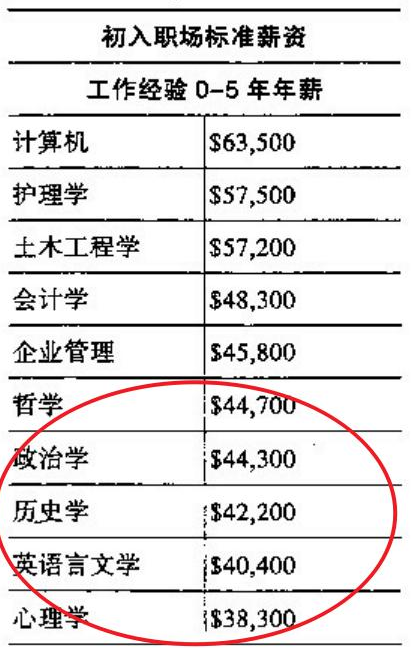 初入职场标准薪资
工作经验0-5年年薪
计算机 $63,500
护理学 $57,500
土木工程学 $57,200
会计学 $48,300
企业管理 $45,800
哲学 $44,700
政治学 $44,300
历史学 $42,200
英语言文学 $40,400
心理学 $38,300